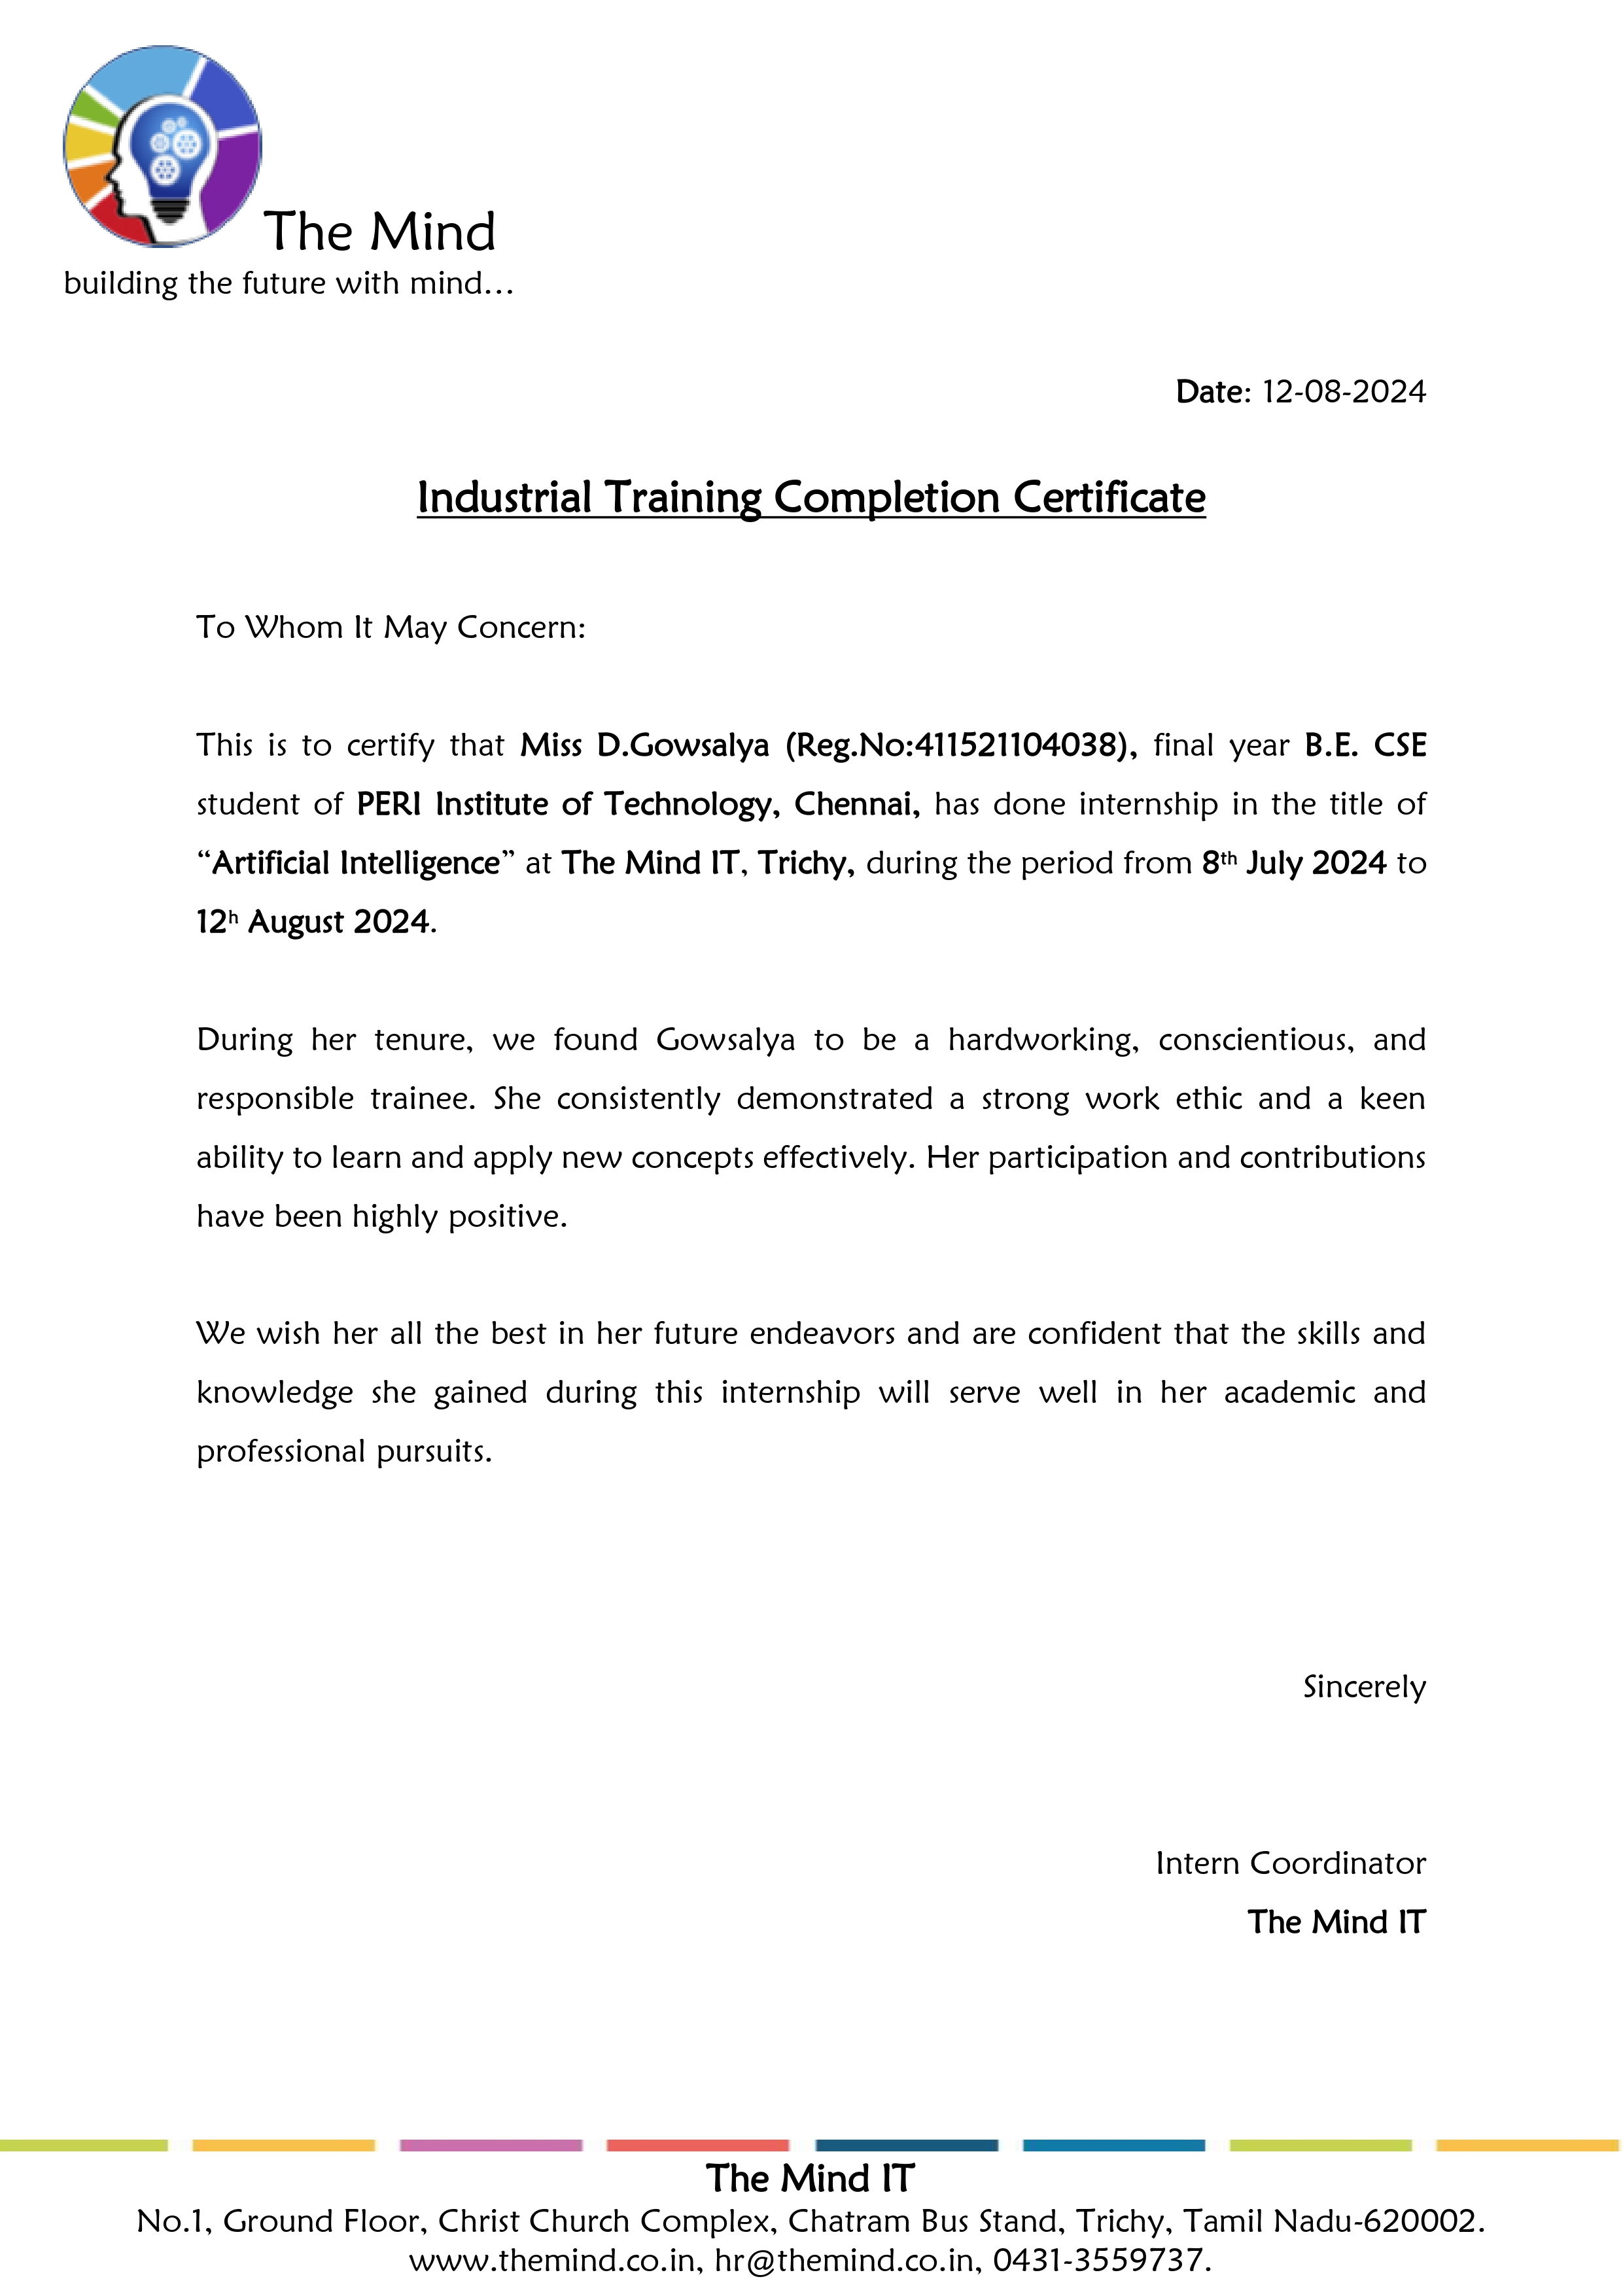 The Mind
building the future with mind...
Date: 12-08-2024
Industrial Training Completion Certificate
To Whom It May Concern:
This is to certify that Miss D.Gowsalya (Reg.No:411521104038), final year B.E. CSE
student of PERI Institute of Technology, Chennai, has done internship in the title of
“Artificial Intelligence” at The Mind IT, Trichy, during the period from 8th July 2024 to
12h August 2024.
During her tenure, we found Gowsalya to be a hardworking, conscientious, and
responsible trainee. She consistently demonstrated a strong work ethic and a keen
ability to learn and apply new concepts effectively. Her participation and contributions
have been highly positive.
We wish her all the best in her future endeavors and are confident that the skills and
knowledge she gained during this internship will serve well in her academic and
professional pursuits.
Sincerely
Intern Coordinator
The Mind IT
The Mind IT
No.1, Ground Floor, Christ Church Complex, Chatram Bus Stand, Trichy, Tamil Nadu-620002.
www.themind.co.in, hr@themind.co.in, 0431-3559737.